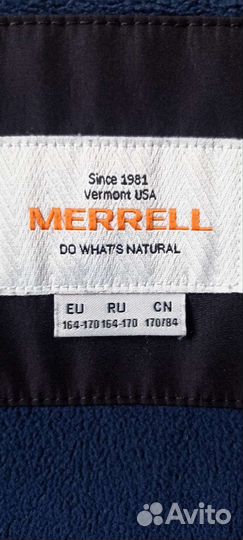 Since 1981
Vermont USA
MERRELL
DO WHAT'S NATURAL
EU RU CN
164-170 164-170 170/84
Avito